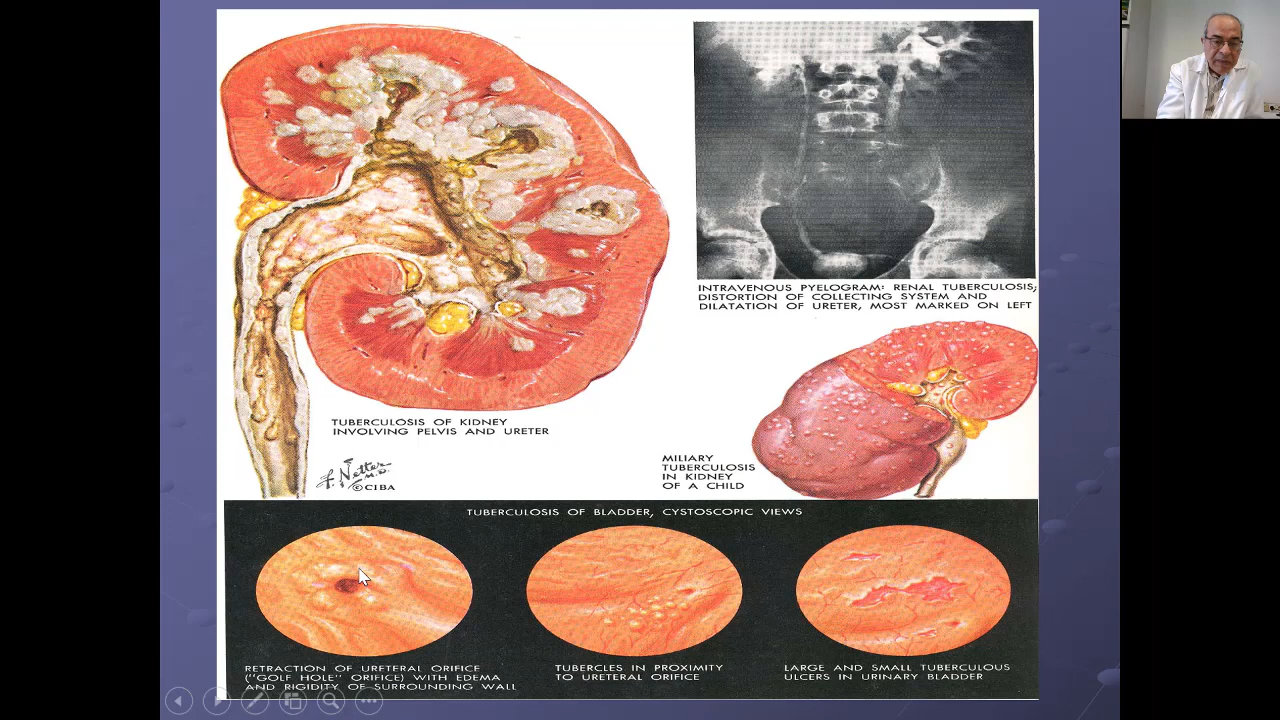 INTRAVENOUS PYELOGRAM: RENAL TUBERCULOSIS;
DISTORTION OF COLLECTING SYSTEM AND
DILATATION OF URETER, MOST MARKED ON LEFT
TUBERCULOSIS OF KIDNEY
INVOLVING PELVIS AND URETER
F. Netter
M.D.
©CIBA
MILIARY
TUBERCULOSIS
IN KIDNEY
OF A CHILD
TUBERCULOSIS OF BLADDER, CYSTOSCOPIC VIEWS
RETRACTION OF URETERAL ORIFICE
("GOLF HOLE" ORIFICE) WITH EDEMA
AND RIGIDITY OF SURROUNDING WALL
TUBERCLES IN PROXIMITY
TO URETERAL ORIFICE
LARGE AND SMALL TUBERCULOUS
ULCERS IN URINARY BLADDER